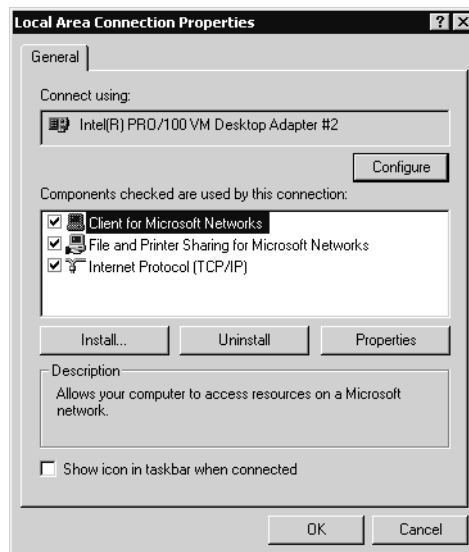 Local Area Connection Properties
General
Connect using:
Intel(R) PRO/100 VM Desktop Adapter #2
Configure
Components checked are used by this connection:
Client for Microsoft Networks
File and Printer Sharing for Microsoft Networks
Internet Protocol (TCP/IP)
Install... Uninstall Properties
Description
Allows your computer to access resources on a Microsoft
network.
Show icon in taskbar when connected
OK Cancel